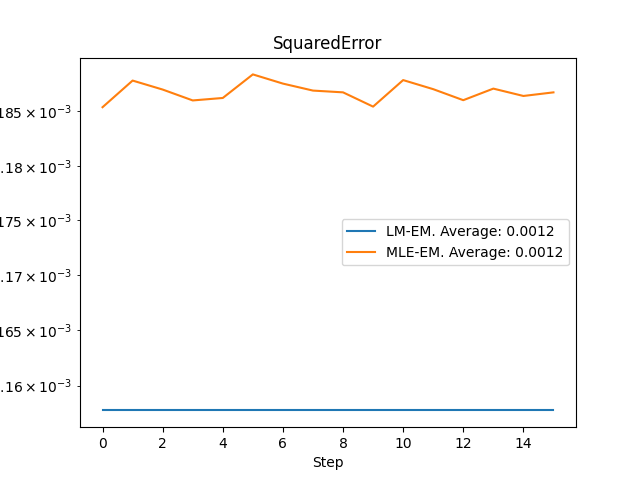 SquaredError
185 × 10⁻³
.18 × 10⁻³
175 × 10⁻³
.17 × 10⁻³
165 × 10⁻³
.16 × 10⁻³
LM-EM. Average: 0.0012
MLE-EM. Average: 0.0012
0 2 4 6 8 10 12 14
Step